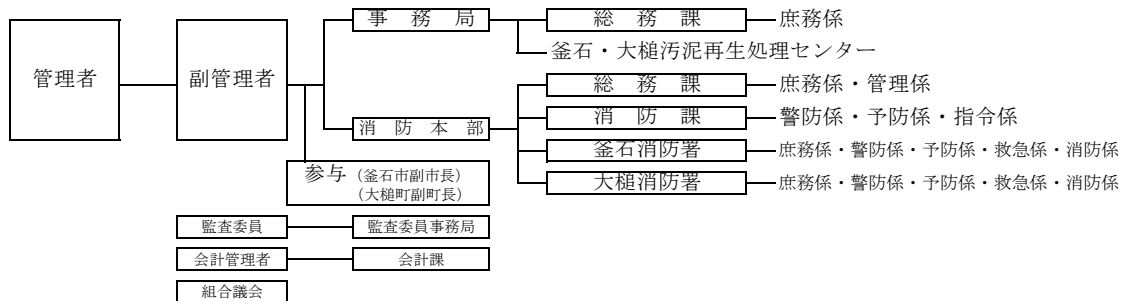 事務局 総務課 庶務係
釜石・大槌汚泥再生処理センター
管理者 副管理者 総務課 庶務係・管理係
消防課 警防係・予防係・指令係
消防本部
釜石消防署 庶務係・警防係・予防係・救急係・消防係
参与（釜石市副市長）
（大槌町副町長）
大槌消防署 庶務係・警防係・予防係・救急係・消防係
監査委員 監査委員事務局
会計管理者 会計課
組合議会